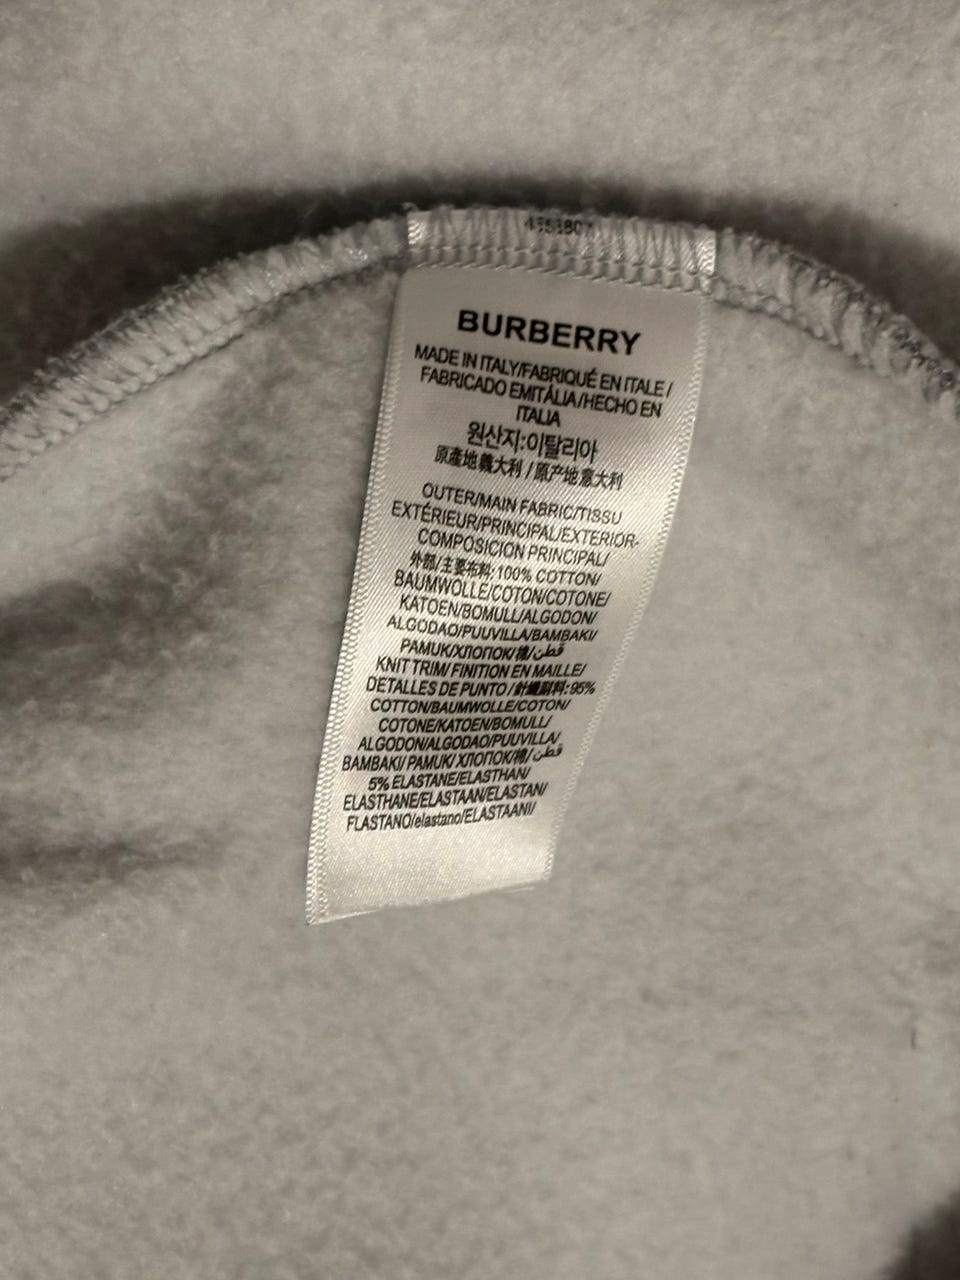 BURBERRY
MADE IN ITALY/FABRIQUÉ EN ITALE/
FABRICADO EMITÁLIA/HECHO EN
ITALIA
원산지:이탈리아
原產地義大利/原产地意大利
OUTER/MAIN FABRIC/TISSU
EXTÉRIEUR/PRINCIPAL/EXTERIOR-
COMPOSICION PRINCIPAL/
外部/主要布料: 100% COTTON/
BAUMWOLLE/COTON/COTONE/
KATOEN/BOMULL/ALGODON/
ALGODAO/PUUVILLA/BAMBAKI/
PAMUK/ХЛОПОК/棉/قطن/
KNIT TRIM/ FINITION EN MAILLE/
DETALLES DE PUNTO/針織副料: 95%
COTTON/BAUMWOLLE/COTON/
COTONE/KATOEN/BOMULL/
ALGODON/ALGODAO/PUUVILLA/
BAMBAKI/ PAMUK/ ХЛОПОК/棉/قطن/
5% ELASTANE/ELASTHAN/
ELASTHANE/ELASTAAN/ELASTAN/
FLASTANO/elastano/ELASTAANI/